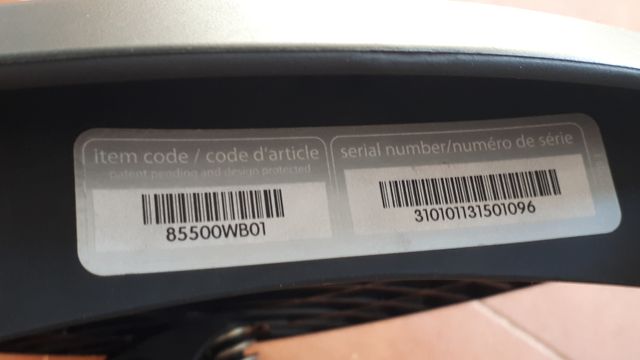 item code / code d'article
patent pending and design protected
85500WB01
serial number/numéro de série
310101131501096